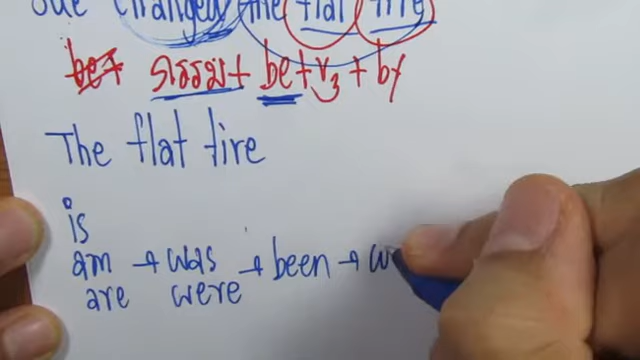 Sue changed the flat tire
be+ กรรม + be + v3 + by
The flat tire
is
am → was → been → w
are were